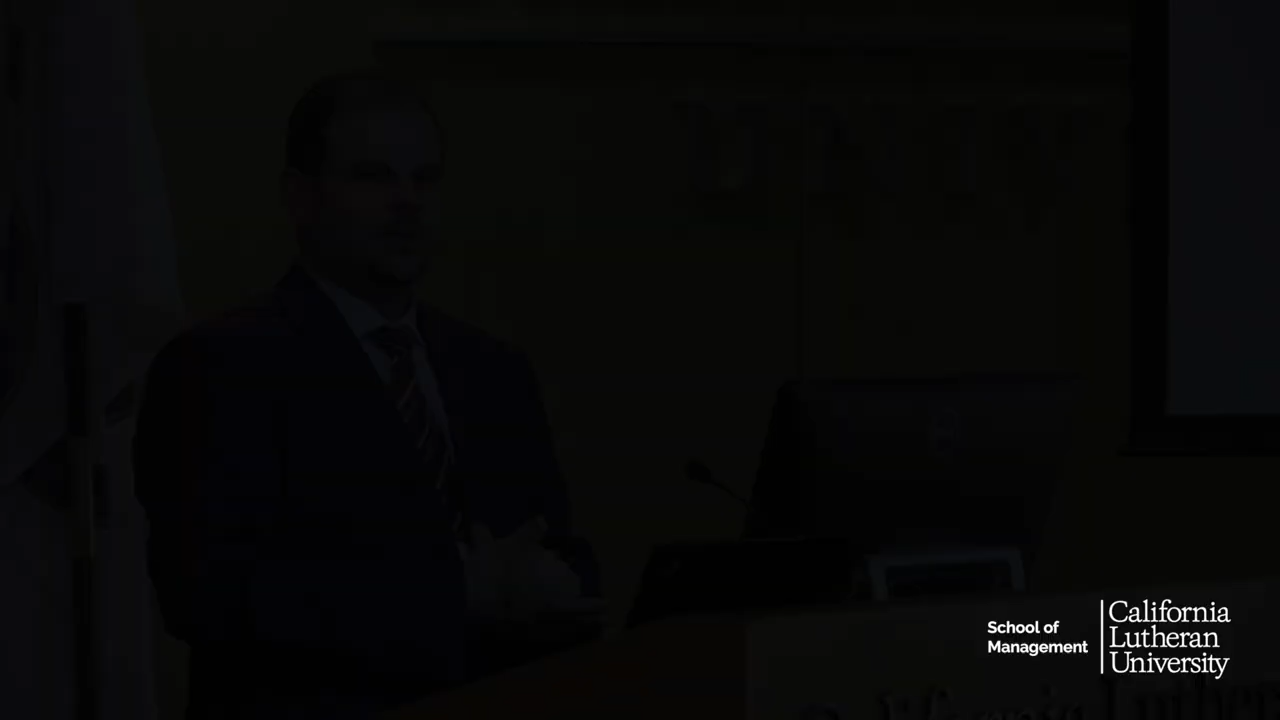 School of
Management
California
Lutheran
University